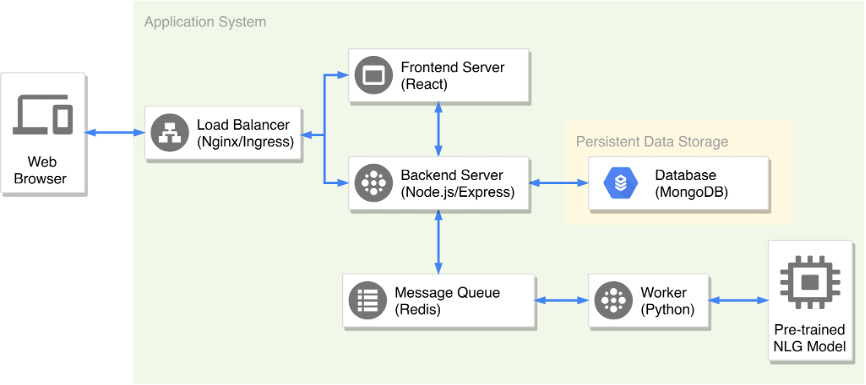 Application System
Web
Browser
Load Balancer
(Nginx/Ingress)
Frontend Server
(React)
Backend Server
(Node.js/Express)
Persistent Data Storage
Database
(MongoDB)
Message Queue
(Redis)
Worker
(Python)
Pre-trained
NLG Model